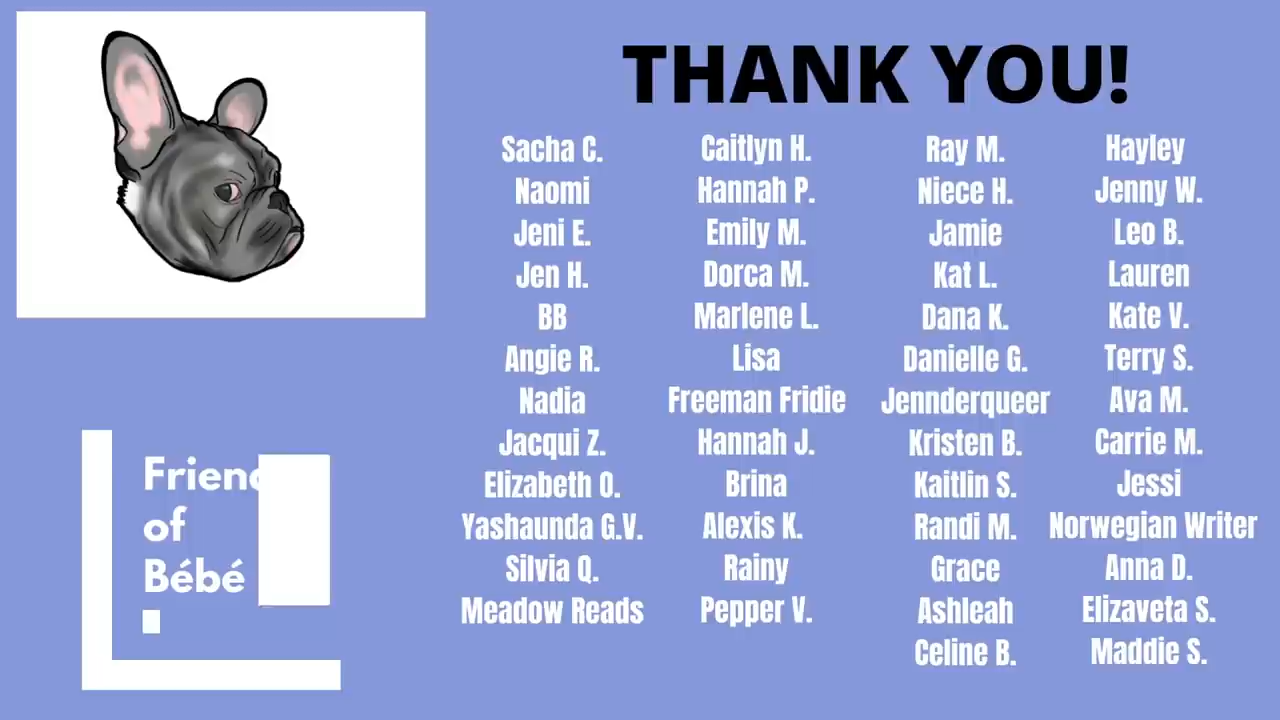 THANK YOU!
Sacha C.
Naomi
Jeni E.
Jen H.
BB
Angie R.
Nadia
Jacqui Z.
Elizabeth O.
Yashaunda G.V.
Silvia Q.
Meadow Reads
Caitlyn H.
Hannah P.
Emily M.
Dorca M.
Marlene L.
Lisa
Freeman Fridie
Hannah J.
Brina
Alexis K.
Rainy
Pepper V.
Ray M.
Niece H.
Jamie
Kat L.
Dana K.
Danielle G.
Jennderqueer
Kristen B.
Kaitlin S.
Randi M.
Grace
Ashleah
Celine B.
Hayley
Jenny W.
Leo B.
Lauren
Kate V.
Terry S.
Ava M.
Carrie M.
Jessi
Norwegian Writer
Anna D.
Elizaveta S.
Maddie S.
of
Bébé